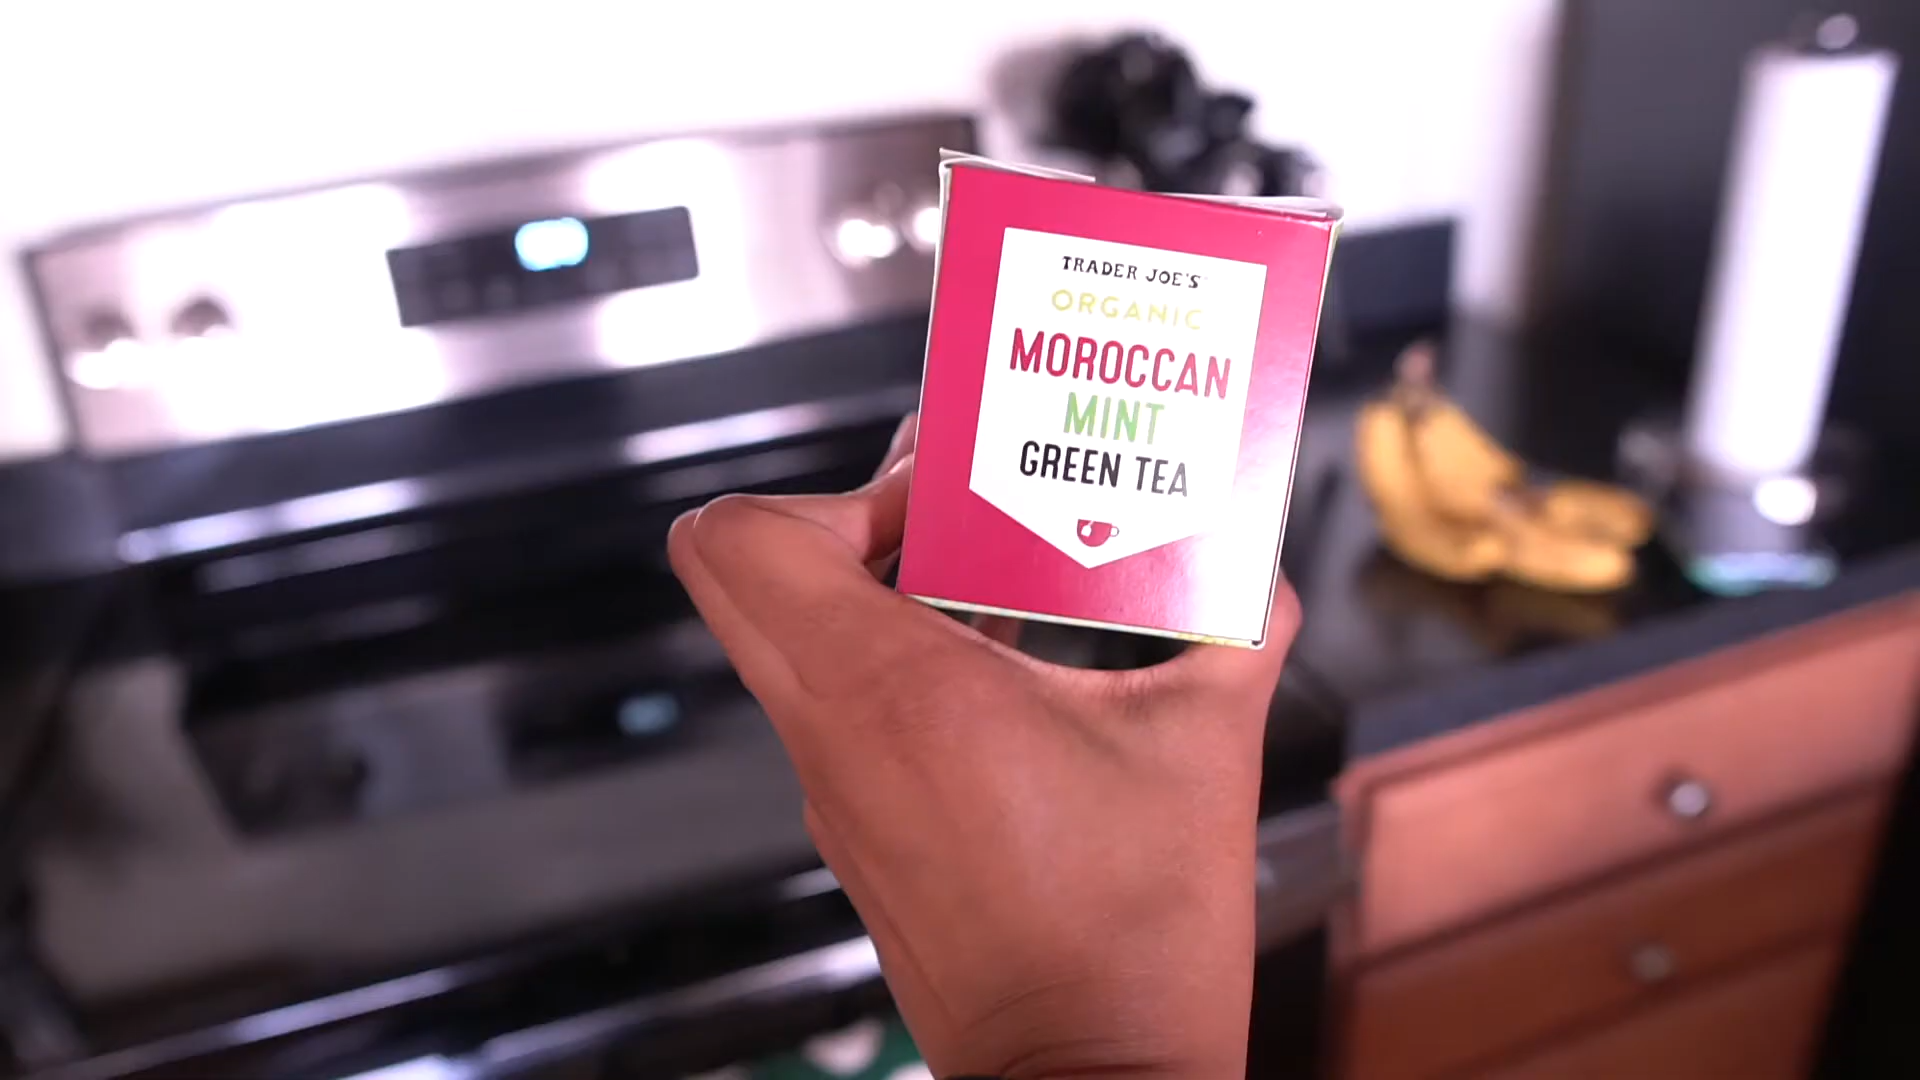 TRADER JOE'S
ORGANIC
MOROCCAN
MINT
GREEN TEA